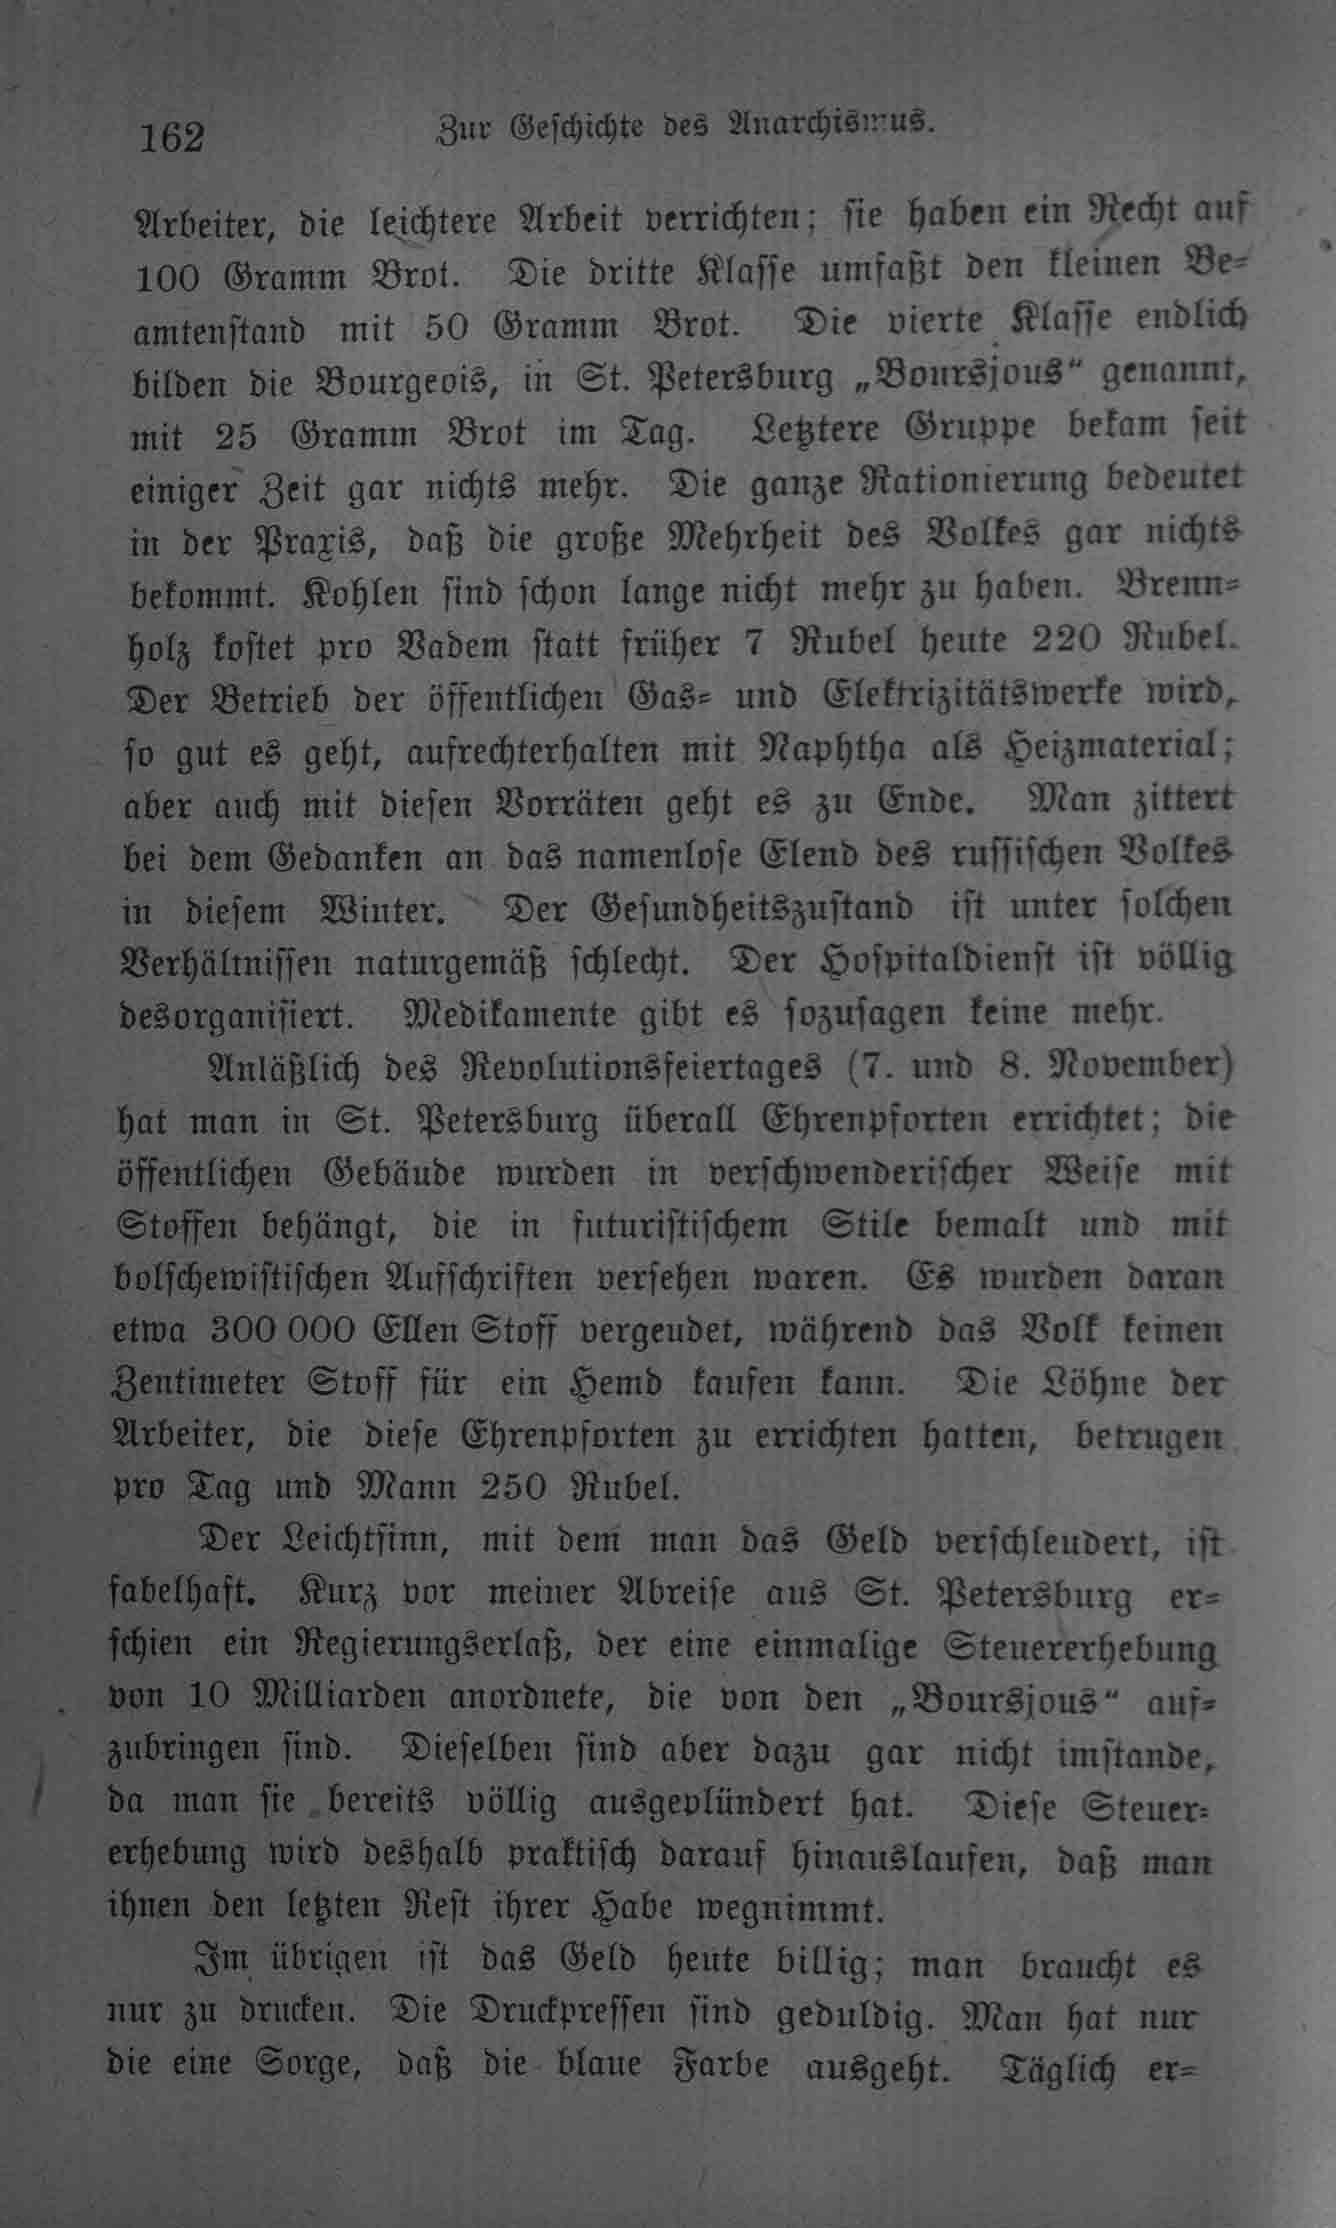 162
Zur Geschichte des Anarchismus.
Arbeiter, die leichtere Arbeit verrichten; sie haben ein Recht auf
100 Gramm Brot. Die dritte Klasse umfaßt den kleinen Be-
amtenstand mit 50 Gramm Brot. Die vierte Klasse endlich
bilden die Bourgeois, in St. Petersburg „Boursjous“ genannt,
mit 25 Gramm Brot im Tag. Letztere Gruppe bekam seit
einiger Zeit gar nichts mehr. Die ganze Rationierung bedeutet
in der Praxis, daß die große Mehrheit des Volkes gar nichts
bekommt. Kohlen sind schon lange nicht mehr zu haben. Brenn-
holz kostet pro Vadem statt früher 7 Rubel heute 220 Rubel.
Der Betrieb der öffentlichen Gas- und Elektrizitätswerke wird,
so gut es geht, aufrechterhalten mit Naphtha als Heizmaterial;
aber auch mit diesen Vorräten geht es zu Ende. Man zittert
bei dem Gedanken an das namenlose Elend des russischen Volkes
in diesem Winter. Der Gesundheitszustand ist unter solchen
Verhältnissen naturgemäß schlecht. Der Hospitaldienst ist völlig
desorganisiert. Medikamente gibt es sozusagen keine mehr.
Anläßlich des Revolutionsfeiertages (7. und 8. November)
hat man in St. Petersburg überall Ehrenpforten errichtet; die
öffentlichen Gebäude wurden in verschwenderischer Weise mit
Stoffen behängt, die in futuristischem Stile bemalt und mit
bolschewistischen Aufschriften versehen waren. Es wurden daran
etwa 300 000 Ellen Stoff vergeudet, während das Volk keinen
Zentimeter Stoff für ein Hemd kaufen kann. Die Löhne der
Arbeiter, die diese Ehrenpforten zu errichten hatten, betrugen
pro Tag und Mann 250 Rubel.
Der Leichtsinn, mit dem man das Geld verschleudert, ist
fabelhaft. Kurz vor meiner Abreise aus St. Petersburg er-
schien ein Regierungserlaß, der eine einmalige Steuererhebung
von 10 Milliarden anordnete, die von den „Boursjous“ auf-
zubringen sind. Dieselben sind aber dazu gar nicht imstande,
da man sie bereits völlig ausgeplündert hat. Diese Steuer-
erhebung wird deshalb praktisch darauf hinauslaufen, daß man
ihnen den letzten Rest ihrer Habe wegnimmt.
Im übrigen ist das Geld heute billig; man braucht es
nur zu drucken. Die Druckpressen sind geduldig. Man hat nur
die eine Sorge, daß die blaue Farbe ausgeht. Täglich er-